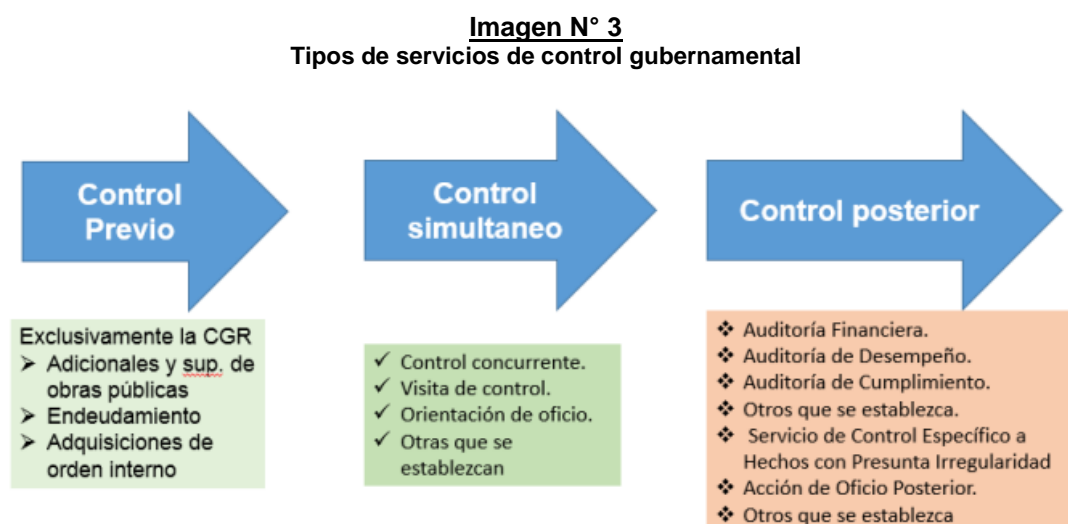 Imagen N° 3
Tipos de servicios de control gubernamental
Control
Previo
Exclusivamente la CGR
➢ Adicionales y sup. de
obras públicas
➢ Endeudamiento
➢ Adquisiciones de
orden interno
Control
simultaneo
✓ Control concurrente.
✓ Visita de control.
✓ Orientación de oficio.
✓ Otras que se
establezcan
Control posterior
❖ Auditoría Financiera.
❖ Auditoría de Desempeño.
❖ Auditoría de Cumplimiento.
❖ Otros que se establezca.
❖ Servicio de Control Específico a
Hechos con Presunta Irregularidad
❖ Acción de Oficio Posterior.
❖ Otros que se establezca